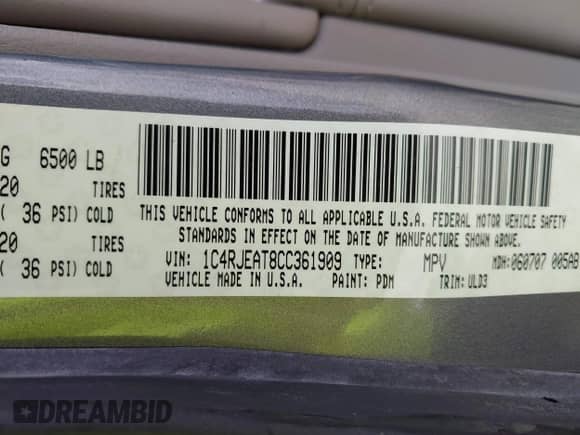 G 6500 LB
20 TIRES
( 36 PSI) COLD
20 TIRES
( 36 PSI) COLD
THIS VEHICLE CONFORMS TO ALL APPLICABLE U.S.A. FEDERAL MOTOR VEHICLE SAFETY
STANDARDS IN EFFECT ON THE DATE OF MANUFACTURE SHOWN ABOVE.
VIN: 1C4RJEAT8CC361909 TYPE: MPV MDH: 060707 005AB
VEHICLE MADE IN U.S.A. PAINT: PDM TRIM: ULD3
DREAMBID